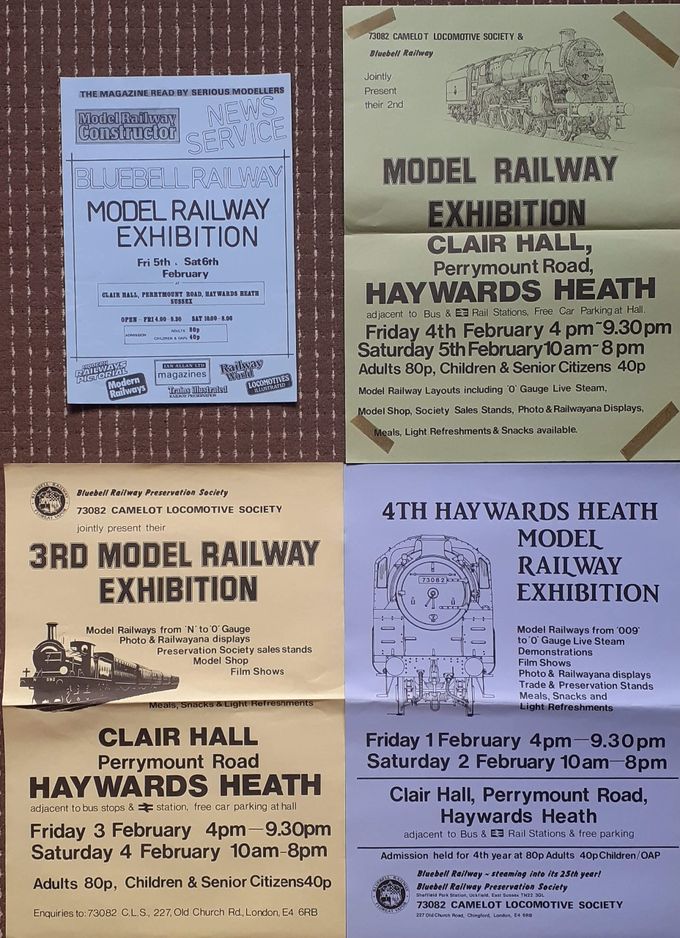 THE MAGAZINE READ BY SERIOUS MODELLERS
Model Railway
Constructor
NEWS
SERVICE
BLUEBELL RAILWAY
MODEL RAILWAY
EXHIBITION
Fri 5th . Sat 6th
February
at
CLAIR HALL, PERRYMOUNT ROAD, HAYWARDS HEATH
SUSSEX
OPEN - FRI 4.00 - 9.30 SAT 10.00 - 8.00
ADMISSION
ADULTS 80p
CHILDREN & OAPS 40p
RAILWAYS
PICTORIAL
Modern
Railways
IAN ALLAN LTD
magazines
Trains illustrated
RAILWAY PRESERVATION
Railway
World
LOCOMOTIVES
ILLUSTRATED
73082 CAMELOT LOCOMOTIVE SOCIETY &
Bluebell Railway
Jointly
Present
their 2nd
MODEL RAILWAY
EXHIBITION
CLAIR HALL,
Perrymount Road,
HAYWARDS HEATH
adjacent to Bus & Rail Stations, Free Car Parking at Hall.
Friday 4th February 4 pm~9.30pm
Saturday 5th February 10am~8 pm
Adults 80p, Children & Senior Citizens 40p
Model Railway Layouts including 'O' Gauge Live Steam,
Model Shop, Society Sales Stands, Photo & Railwayana Displays,
Meals, Light Refreshments & Snacks available.
Bluebell Railway Preservation Society
73082 CAMELOT LOCOMOTIVE SOCIETY
jointly present their
3RD MODEL RAILWAY
EXHIBITION
Model Railways from 'N' to 'O' Gauge
Photo & Railwayana displays
Preservation Society sales stands
Model Shop
Film Shows
Meals, Snacks & Light Refreshments
CLAIR HALL
Perrymount Road
HAYWARDS HEATH
adjacent to bus stops & station, free car parking at hall
Friday 3 February 4pm—9.30pm
Saturday 4 February 10am-8pm
Adults 80p, Children & Senior Citizens 40p
Enquiries to: 73082 C.L.S., 227, Old Church Rd., London, E4 6RB
4TH HAYWARDS HEATH
MODEL
RAILWAY
EXHIBITION
73082
Model Railways from '009'
to 'O' Gauge Live Steam
Demonstrations
Film Shows
Photo & Railwayana displays
Trade & Preservation Stands
Meals, Snacks and
Light Refreshments
Friday 1 February 4pm—9.30pm
Saturday 2 February 10am—8pm
Clair Hall, Perrymount Road,
Haywards Heath
adjacent to Bus & Rail Stations & free parking
Admission held for 4th year at 80p Adults 40p Children/OAP
Bluebell Railway ~ steaming into its 25th year!
Bluebell Railway Preservation Society
Sheffield Park Station, Uckfield, East Sussex TN22 3QL
73082 CAMELOT LOCOMOTIVE SOCIETY
227 Old Church Road, Chingford, London, E4 6RB